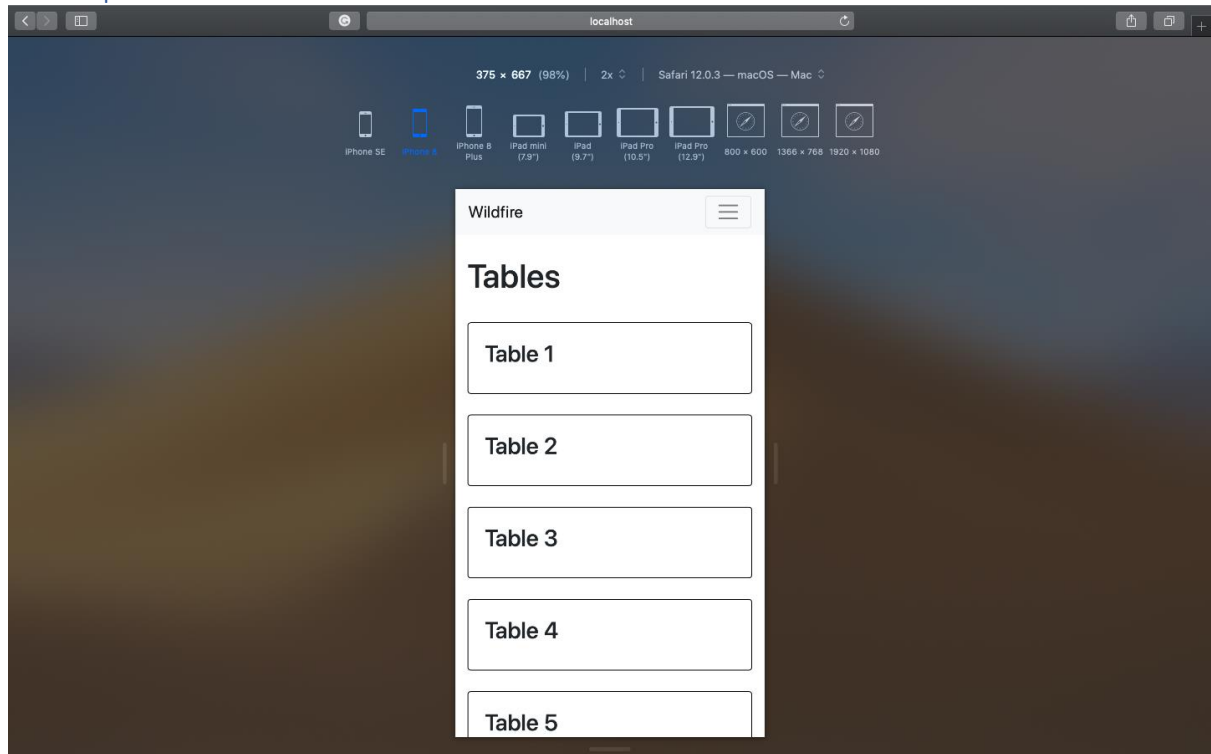 localhost
375 × 667 (98%) 2x Safari 12.0.3 — macOS — Mac
iPhone SE
iPhone 8
iPhone 8 Plus
iPad mini (7.9")
iPad (9.7")
iPad Pro (10.5")
iPad Pro (12.9")
800 × 600
1366 × 768
1920 × 1080
Wildfire
Tables
Table 1
Table 2
Table 3
Table 4
Table 5